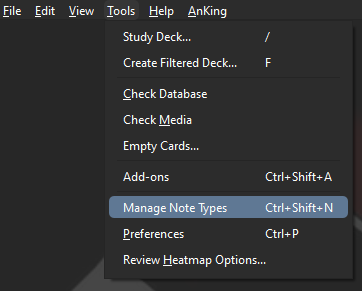 File Edit View Tools Help AnKing
Study Deck... /
Create Filtered Deck... F
Check Database
Check Media
Empty Cards...
Add-ons Ctrl+Shift+A
Manage Note Types Ctrl+Shift+N
Preferences Ctrl+P
Review Heatmap Options...